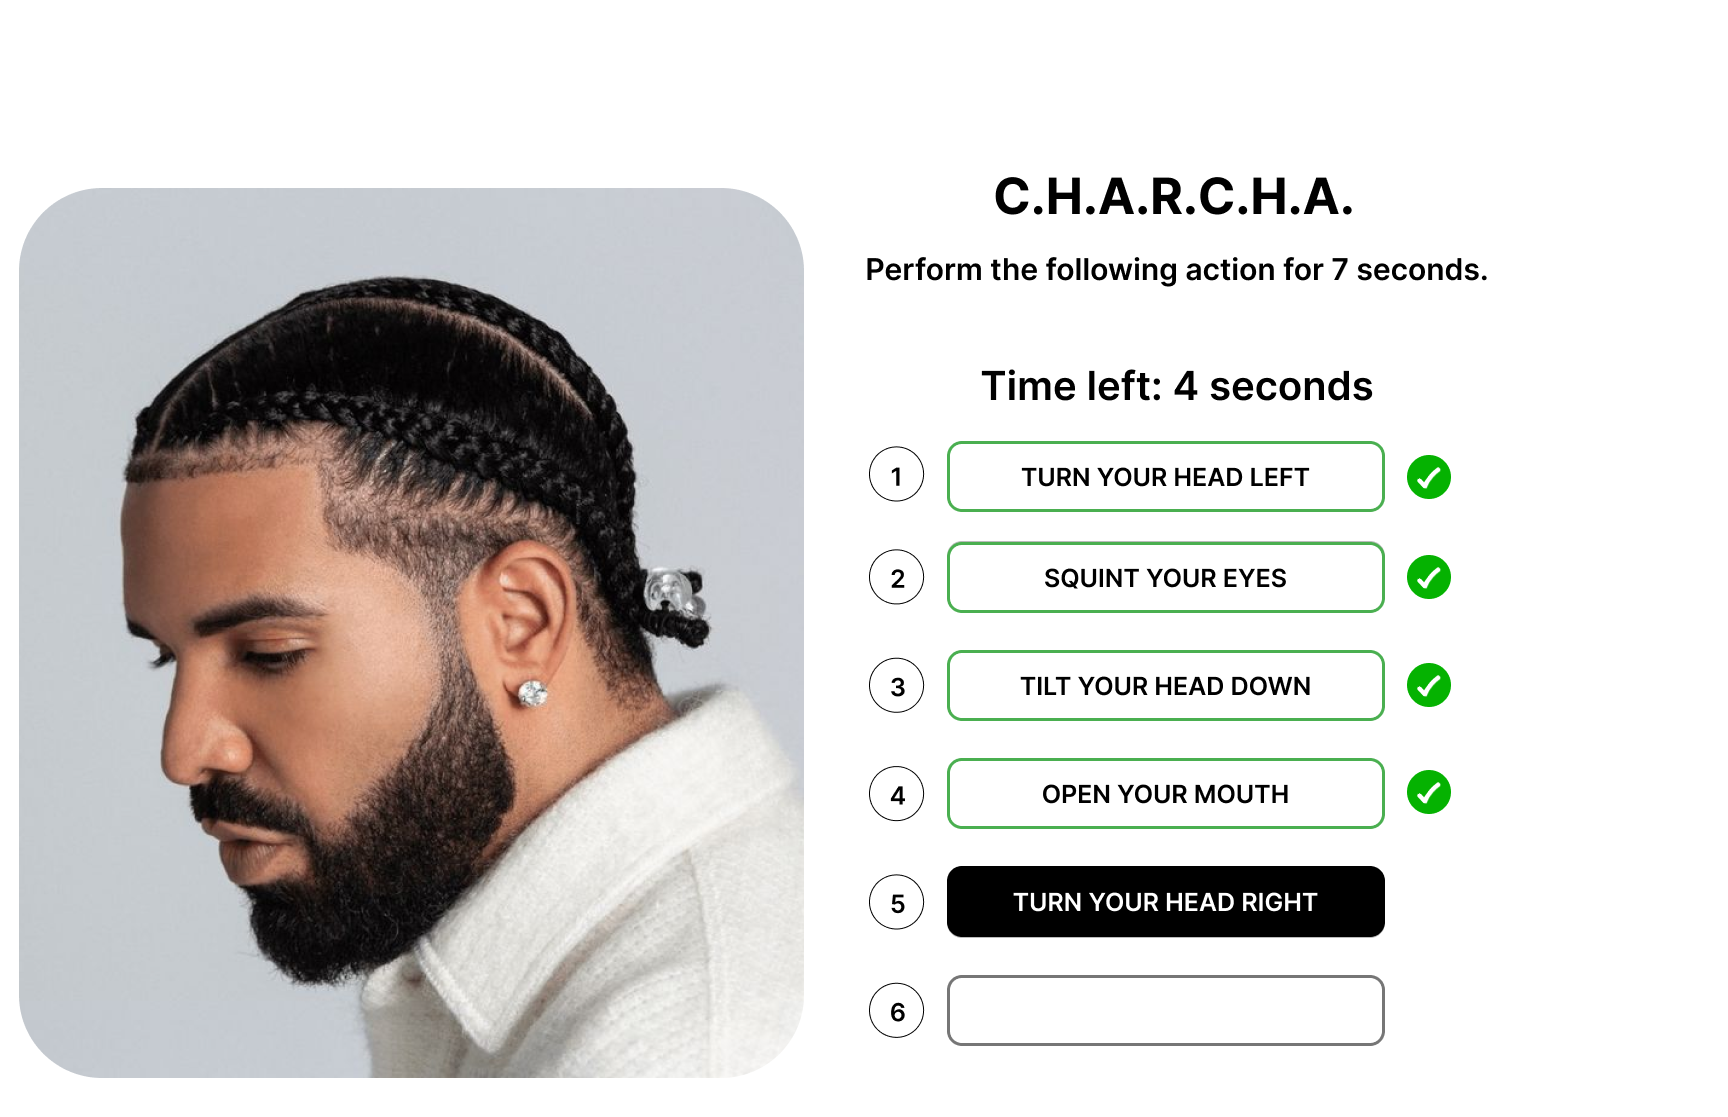 C.H.A.R.C.H.A.
Perform the following action for 7 seconds.
Time left: 4 seconds
1 TURN YOUR HEAD LEFT
2 SQUINT YOUR EYES
3 TILT YOUR HEAD DOWN
4 OPEN YOUR MOUTH
5 TURN YOUR HEAD RIGHT
6